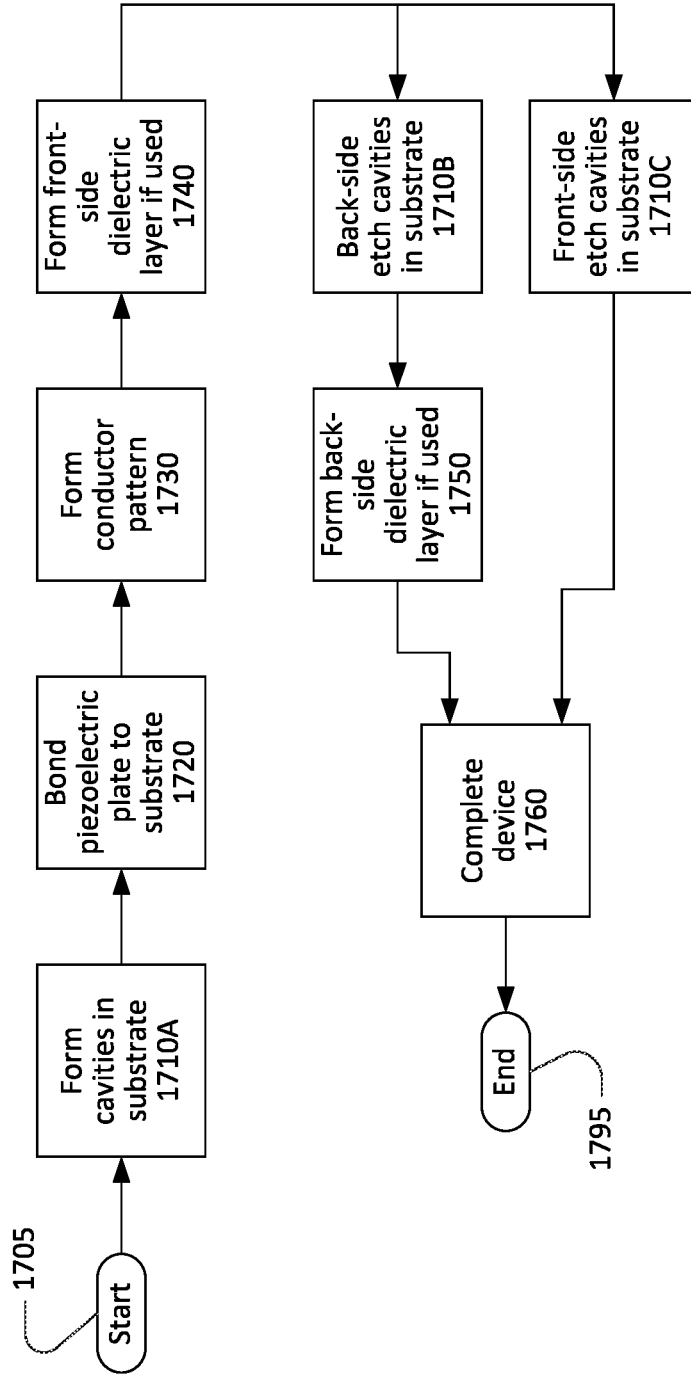 1705
Start
Form
cavities in
substrate
1710A
Bond
piezoelectric
plate to
substrate
1720
Form
conductor
pattern
1730
Form front-
side
dielectric
layer if used
1740
Back-side
etch cavities
in substrate
1710B
Form back-
side
dielectric
layer if used
1750
Front-side
etch cavities
in substrate
1710C
Complete
device
1760
End
1795